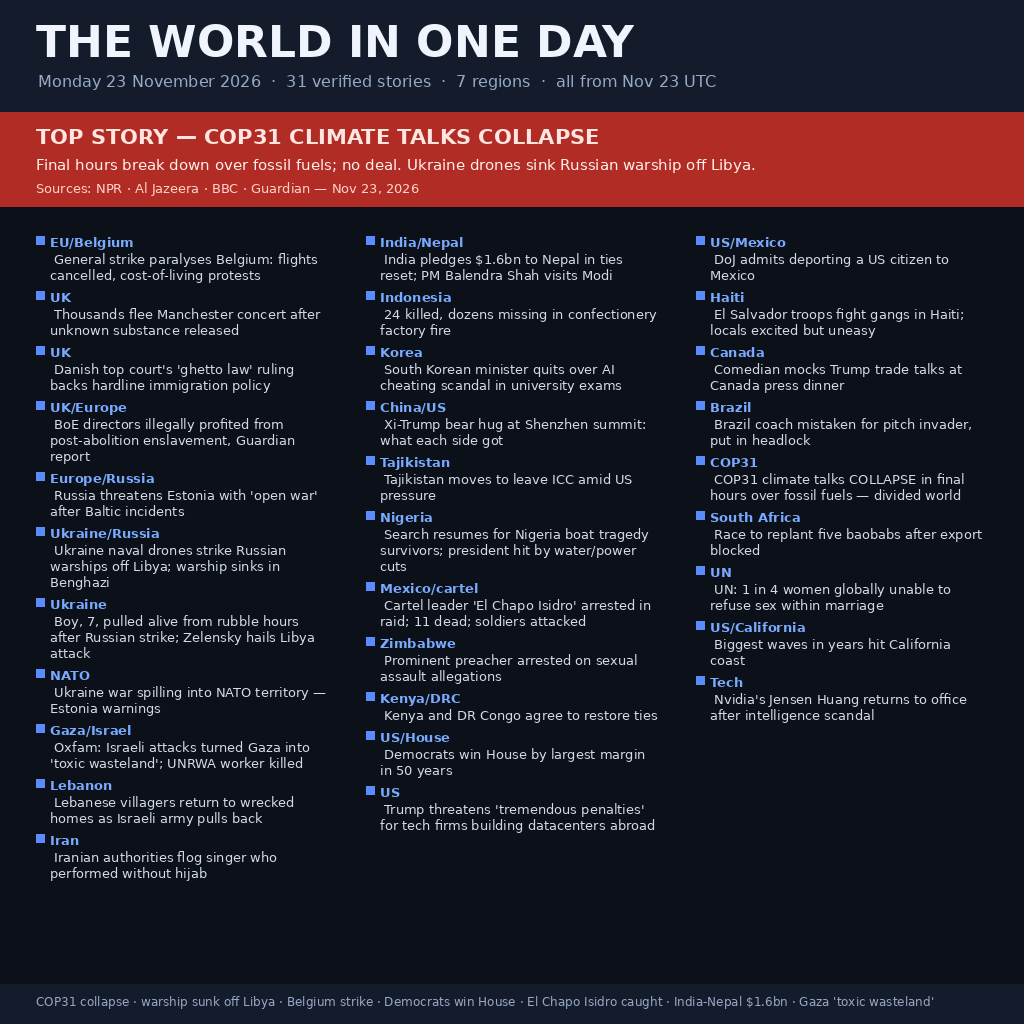 THE WORLD IN ONE DAY
Monday 23 November 2026 · 31 verified stories · 7 regions · all from Nov 23 UTC
TOP STORY — COP31 CLIMATE TALKS COLLAPSE
Final hours break down over fossil fuels; no deal. Ukraine drones sink Russian warship off Libya.
Sources: NPR · Al Jazeera · BBC · Guardian — Nov 23, 2026
EU/Belgium
General strike paralyses Belgium: flights
cancelled, cost-of-living protests
UK
Thousands flee Manchester concert after
unknown substance released
UK
Danish top court's 'ghetto law' ruling
backs hardline immigration policy
UK/Europe
BoE directors illegally profited from
post-abolition enslavement, Guardian
report
Europe/Russia
Russia threatens Estonia with 'open war'
after Baltic incidents
Ukraine/Russia
Ukraine naval drones strike Russian
warships off Libya; warship sinks in
Benghazi
Ukraine
Boy, 7, pulled alive from rubble hours
after Russian strike; Zelensky hails Libya
attack
NATO
Ukraine war spilling into NATO territory —
Estonia warnings
Gaza/Israel
Oxfam: Israeli attacks turned Gaza into
'toxic wasteland'; UNRWA worker killed
Lebanon
Lebanese villagers return to wrecked
homes as Israeli army pulls back
Iran
Iranian authorities flog singer who
performed without hijab
India/Nepal
India pledges $1.6bn to Nepal in ties
reset; PM Balendra Shah visits Modi
Indonesia
24 killed, dozens missing in confectionery
factory fire
Korea
South Korean minister quits over AI
cheating scandal in university exams
China/US
Xi-Trump bear hug at Shenzhen summit:
what each side got
Tajikistan
Tajikistan moves to leave ICC amid US
pressure
Nigeria
Search resumes for Nigeria boat tragedy
survivors; president hit by water/power
cuts
Mexico/cartel
Cartel leader 'El Chapo Isidro' arrested in
raid; 11 dead; soldiers attacked
Zimbabwe
Prominent preacher arrested on sexual
assault allegations
Kenya/DRC
Kenya and DR Congo agree to restore ties
US/House
Democrats win House by largest margin
in 50 years
US
Trump threatens 'tremendous penalties'
for tech firms building datacenters abroad
US/Mexico
DoJ admits deporting a US citizen to
Mexico
Haiti
El Salvador troops fight gangs in Haiti;
locals excited but uneasy
Canada
Comedian mocks Trump trade talks at
Canada press dinner
Brazil
Brazil coach mistaken for pitch invader,
put in headlock
COP31
COP31 climate talks COLLAPSE in final
hours over fossil fuels — divided world
South Africa
Race to replant five baobabs after export
blocked
UN
UN: 1 in 4 women globally unable to
refuse sex within marriage
US/California
Biggest waves in years hit California
coast
Tech
Nvidia's Jensen Huang returns to office
after intelligence scandal
COP31 collapse · warship sunk off Libya · Belgium strike · Democrats win House · El Chapo Isidro caught · India-Nepal $1.6bn · Gaza 'toxic wasteland'